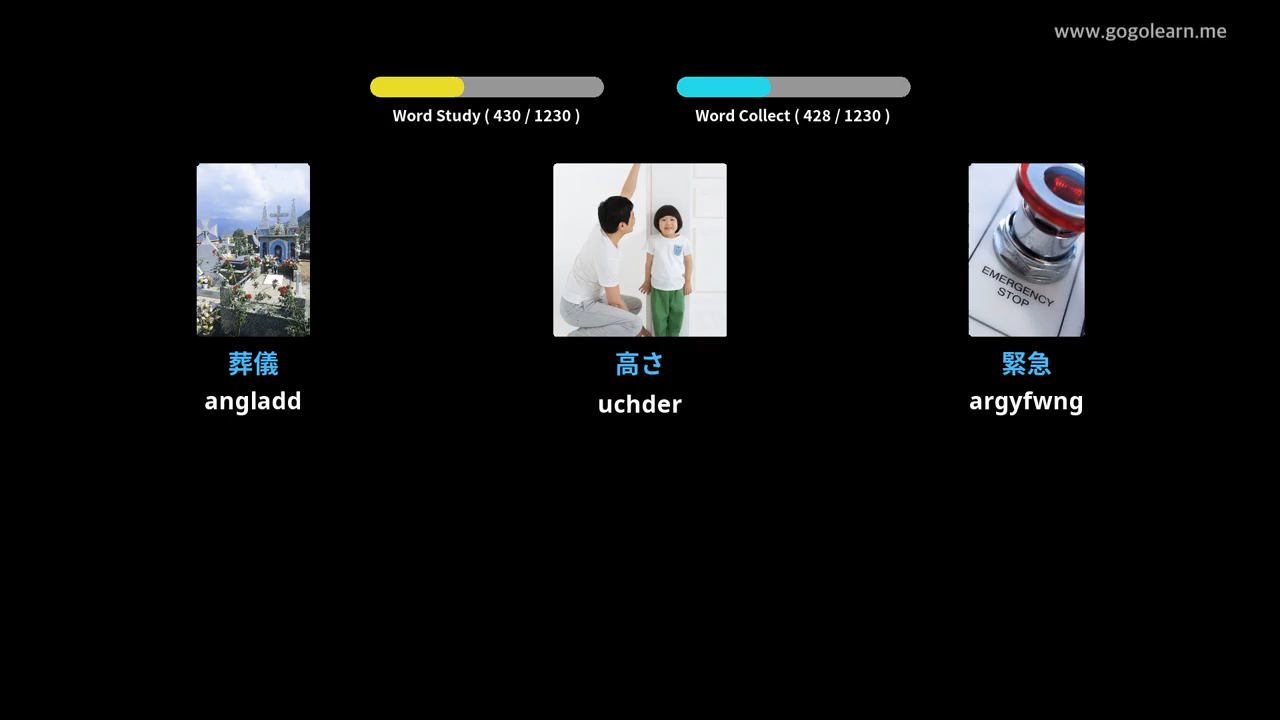 www.gogolearn.me
Word Study ( 430 / 1230 )
Word Collect ( 428 / 1230 )
EMERGENCY
STOP
葬儀
高さ
緊急
angladd
uchder
argyfwng